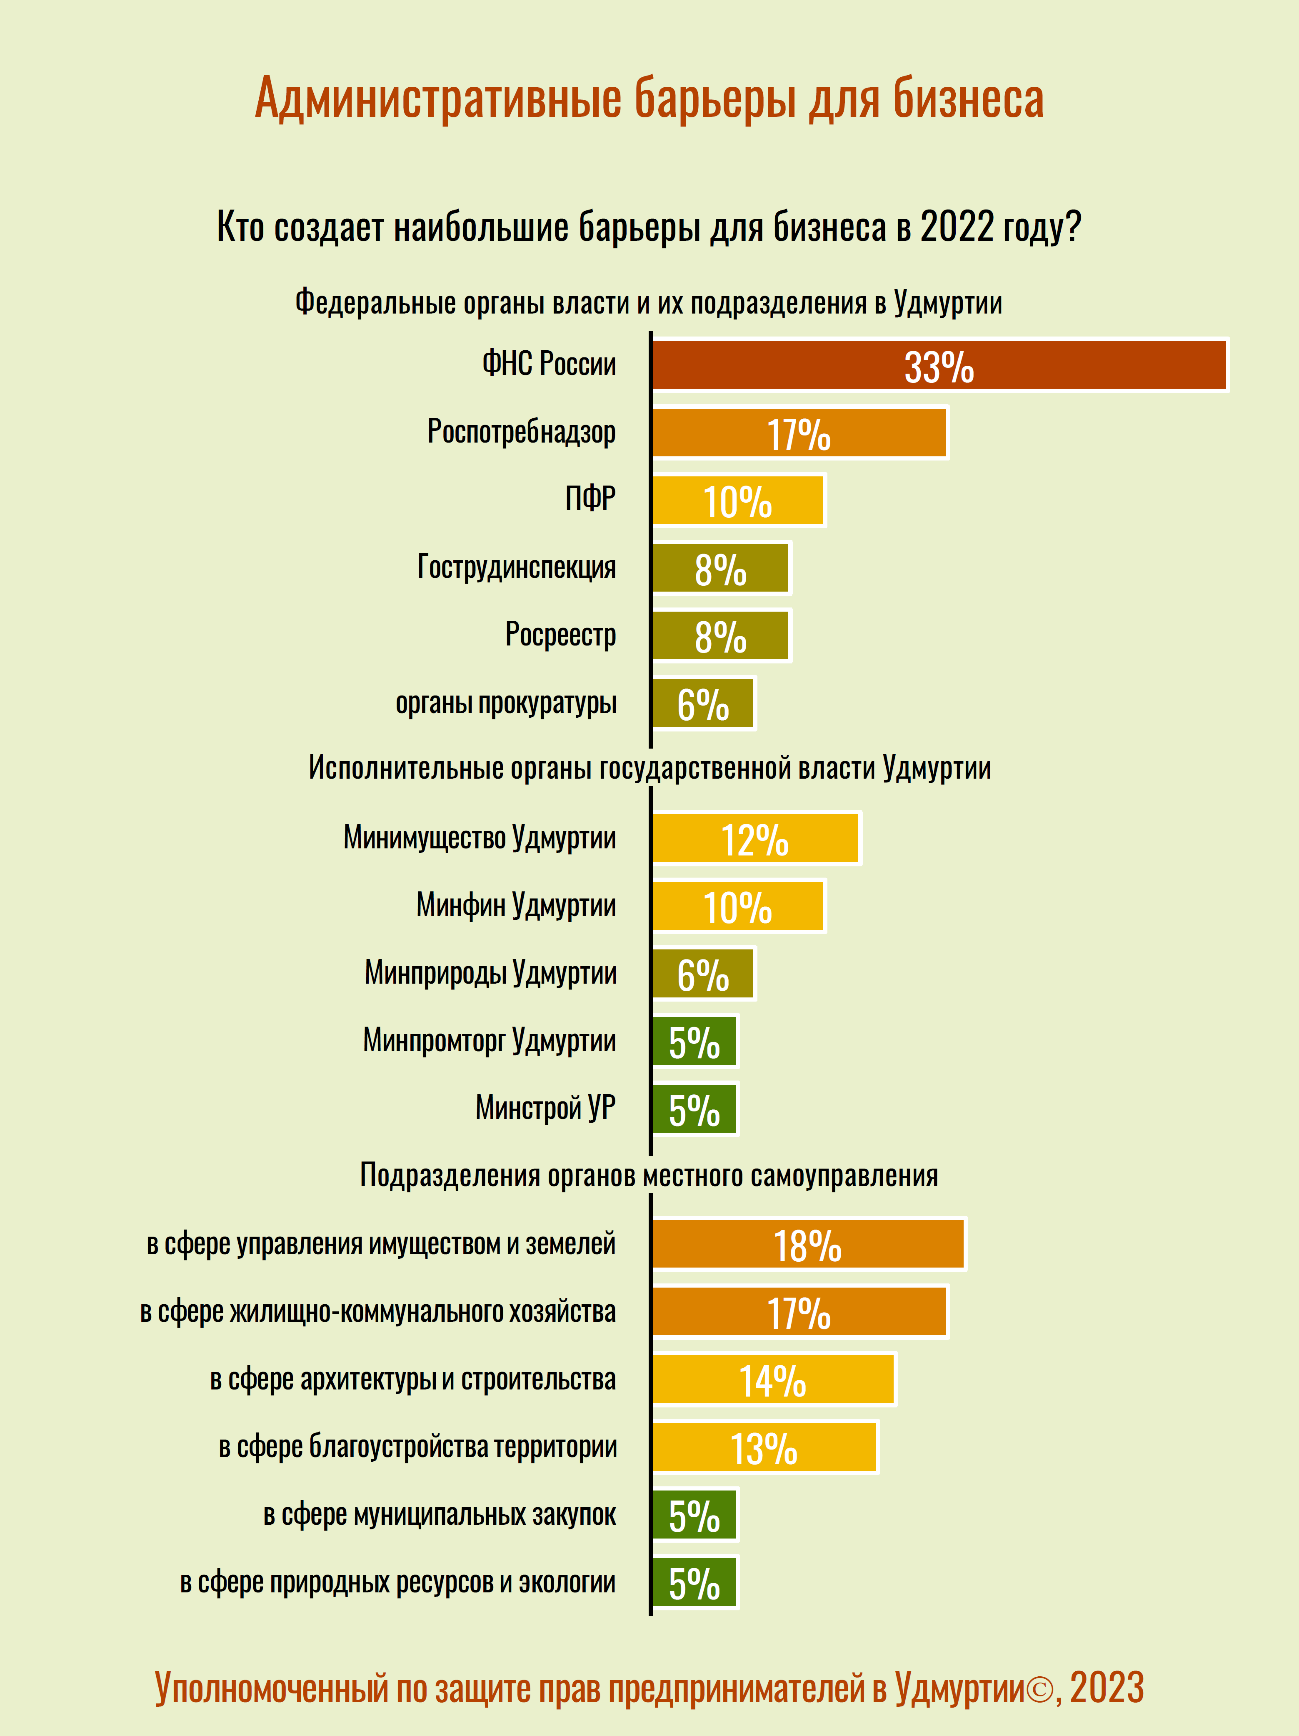 Административные барьеры для бизнеса
Кто создает наибольшие барьеры для бизнеса в 2022 году?
Федеральные органы власти и их подразделения в Удмуртии
ФНС России 33%
Роспотребнадзор 17%
ПФР 10%
Гострудинспекция 8%
Росреестр 8%
органы прокуратуры 6%
Исполнительные органы государственной власти Удмуртии
Минимущество Удмуртии 12%
Минфин Удмуртии 10%
Минприроды Удмуртии 6%
Минпромторг Удмуртии 5%
Минстрой УР 5%
Подразделения органов местного самоуправления
в сфере управления имуществом и земелей 18%
в сфере жилищно-коммунального хозяйства 17%
в сфере архитектуры и строительства 14%
в сфере благоустройства территории 13%
в сфере муниципальных закупок 5%
в сфере природных ресурсов и экологии 5%
Уполномоченный по защите прав предпринимателей в Удмуртии©, 2023